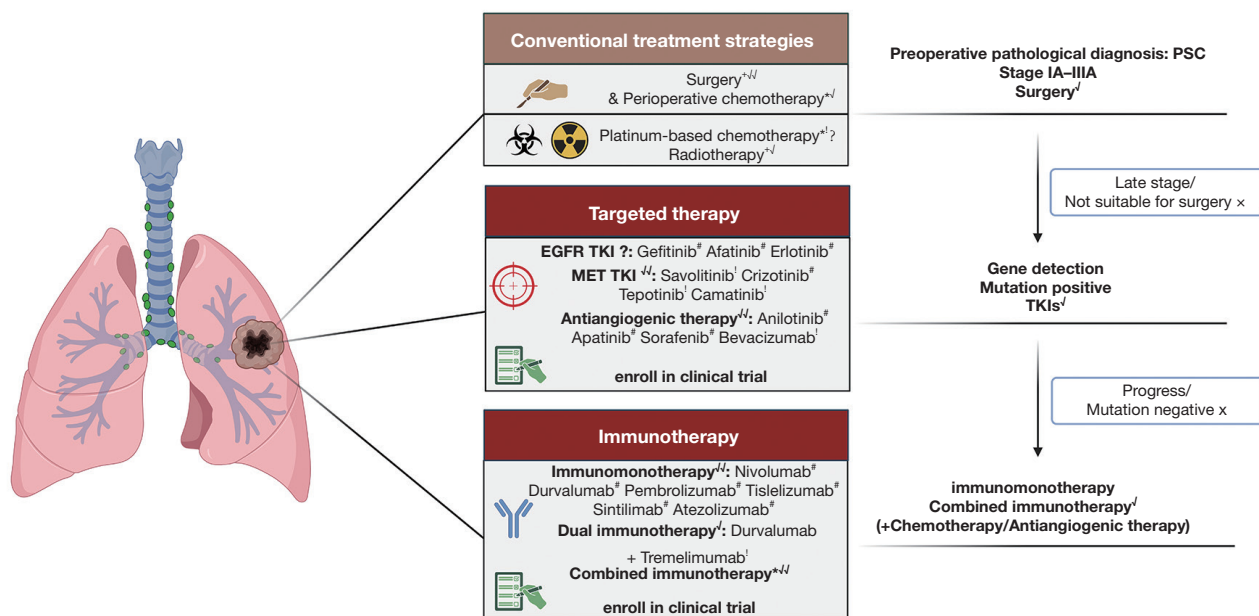 Conventional treatment strategies
Surgery⁺√√
& Perioperative chemotherapy*√
Platinum-based chemotherapy*ǃ?
Radiotherapy⁺√
Targeted therapy
EGFR TKI ?: Gefitinib# Afatinib# Erlotinib#
MET TKI √√: Savolitinib! Crizotinib#
Tepotinib! Camatinib!
Antiangiogenic therapy√√: Anilotinib#
Apatinib# Sorafenib# Bevacizumab!
enroll in clinical trial
Immunotherapy
Immunomonotherapy√√: Nivolumab#
Durvalumab# Pembrolizumab# Tislelizumab#
Sintilimab# Atezolizumab#
Dual immunotherapy√: Durvalumab
+ Tremelimumab!
Combined immunotherapy*√√
enroll in clinical trial
Preoperative pathological diagnosis: PSC
Stage IA–IIIA
Surgery√
Late stage/
Not suitable for surgery ×
Gene detection
Mutation positive
TKIs√
Progress/
Mutation negative x
immunomonotherapy
Combined immunotherapy√
(+Chemotherapy/Antiangiogenic therapy)